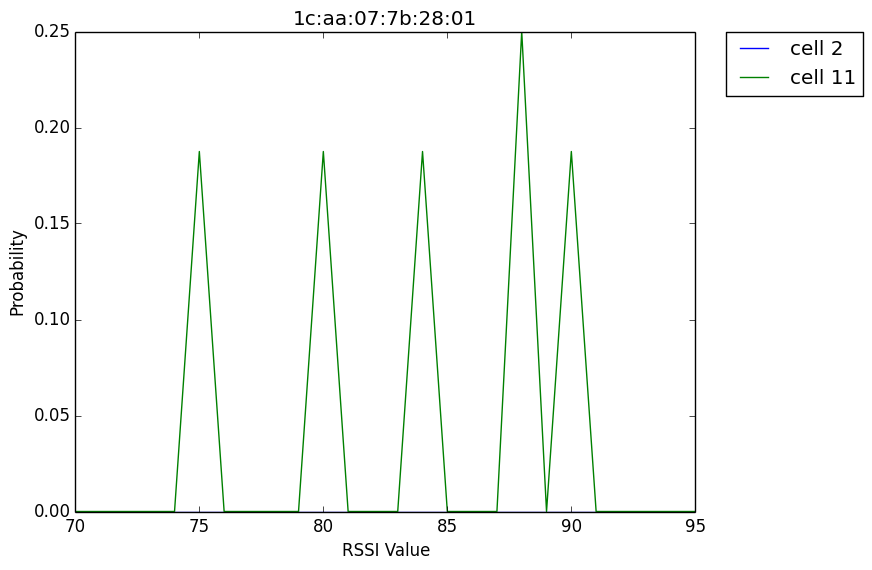 1c:aa:07:7b:28:01
cell 2
cell 11
0.25
0.20
0.15
0.10
0.05
0.00
Probability
70 75 80 85 90 95
RSSI Value